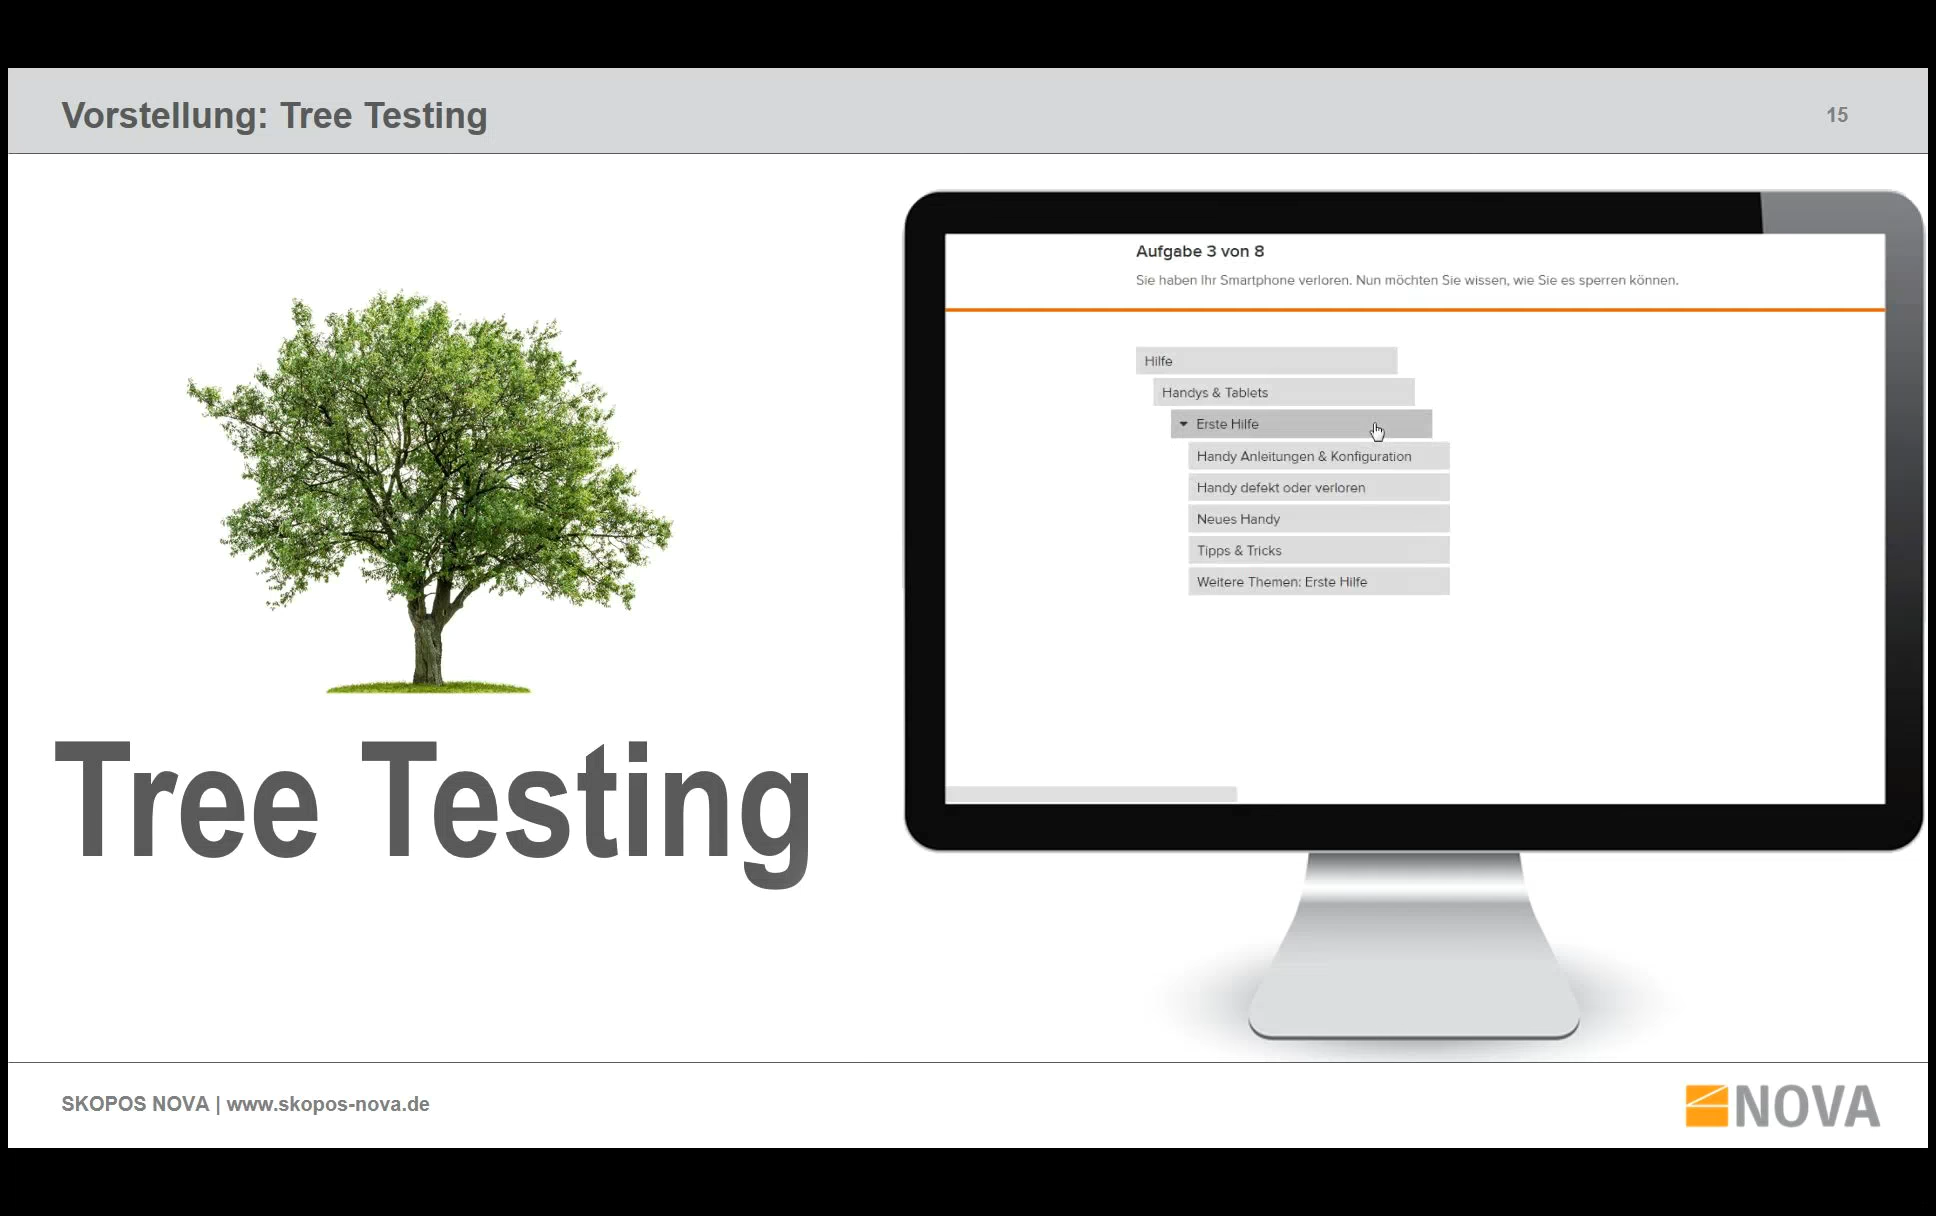 Vorstellung: Tree Testing
15
Aufgabe 3 von 8
Sie haben Ihr Smartphone verloren. Nun möchten Sie wissen, wie Sie es sperren können.
Hilfe
Handys & Tablets
Erste Hilfe
Handy Anleitungen & Konfiguration
Handy defekt oder verloren
Neues Handy
Tipps & Tricks
Weitere Themen: Erste Hilfe
Tree Testing
SKOPOS NOVA | www.skopos-nova.de
NOVA